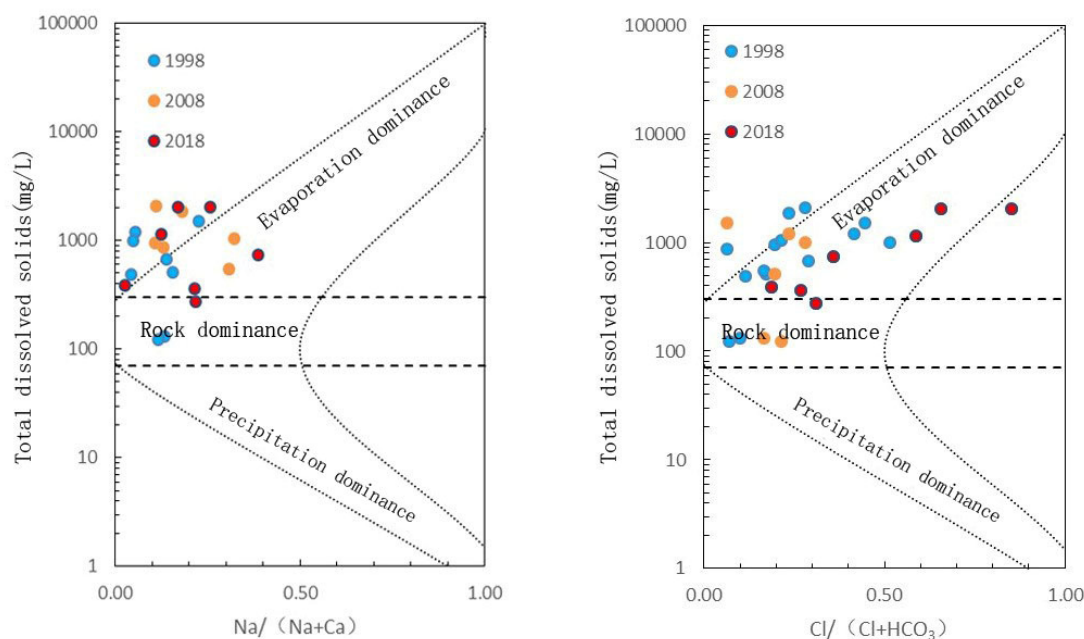 100000
10000
1000
100
10
1
Total dissolved solids(mg/L)
1998
2008
2018
Evaporation dominance
Rock dominance
Precipitation dominance
0.00
0.50
1.00
Na/（Na+Ca）
100000
10000
1000
100
10
1
Total dissolved solids(mg/L)
1998
2008
2018
Evaporation dominance
Rock dominance
Precipitation dominance
0.00
0.50
1.00
Cl/（Cl+HCO₃）